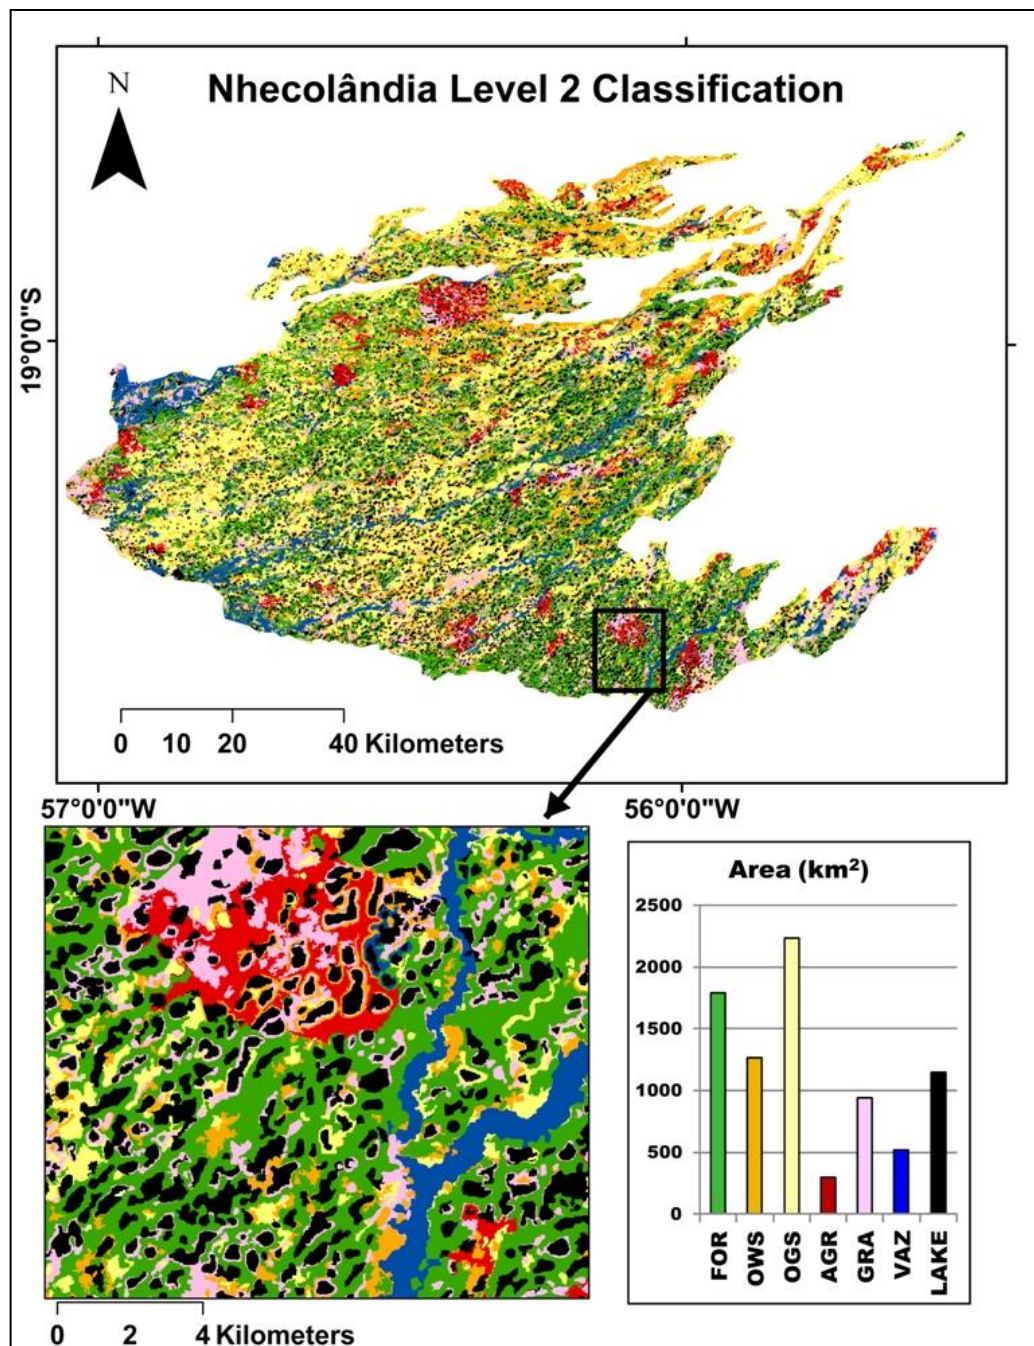 Nhecolândia Level 2 Classification
N
19°0'0"S
0 10 20 40 Kilometers
57°0'0"W 56°0'0"W
Area (km²)
2500
2000
1500
1000
500
0
FOR OWS OGS AGR GRA VAZ LAKE
0 2 4 Kilometers